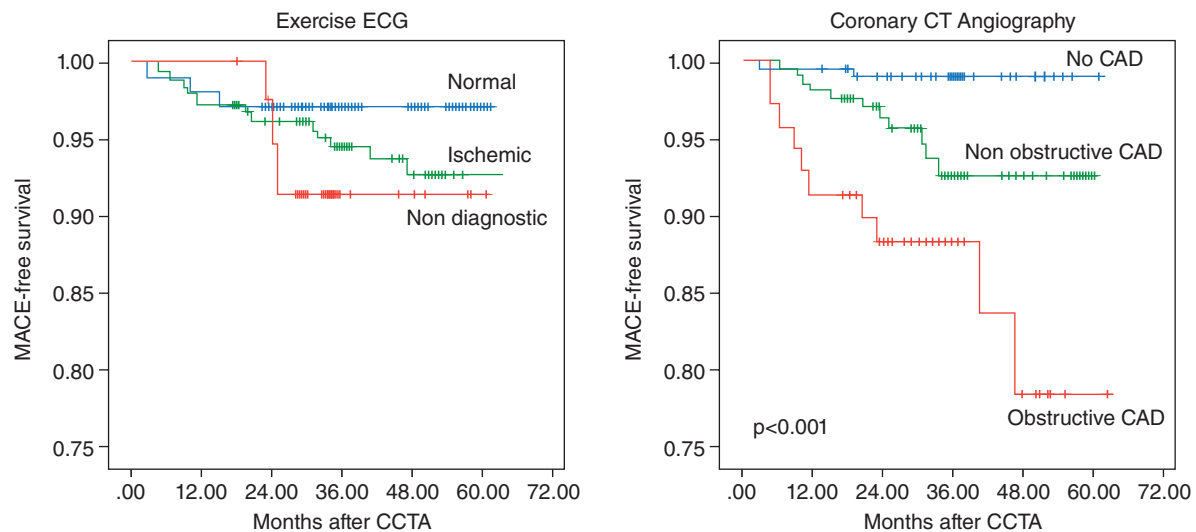 Exercise ECG
MACE-free survival
1.00
0.95
0.90
0.85
0.80
0.75
Normal
Ischemic
Non diagnostic
.00 12.00 24.00 36.00 48.00 60.00 72.00
Months after CCTA
Coronary CT Angiography
MACE-free survival
1.00
0.95
0.90
0.85
0.80
0.75
No CAD
Non obstructive CAD
Obstructive CAD
p<0.001
.00 12.00 24.00 36.00 48.00 60.00 72.00
Months after CCTA